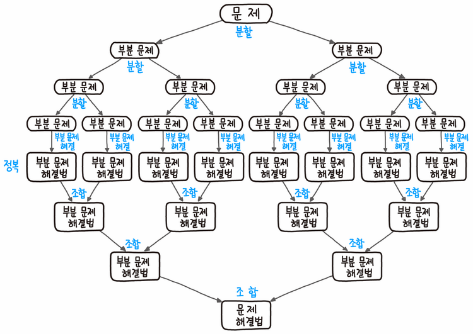 문제
분할
부분 문제 부분 문제
분할 분할
부분 문제 부분 문제 부분 문제 부분 문제
분할 분할 분할 분할
부분 문제 부분 문제 부분 문제 부분 문제 부분 문제 부분 문제 부분 문제 부분 문제
부분 문제 부분 문제 부분 문제 부분 문제 부분 문제 부분 문제 부분 문제 부분 문제
해결 해결 해결 해결 해결 해결 해결 해결
정복
부분 문제 부분 문제 부분 문제 부분 문제 부분 문제 부분 문제 부분 문제 부분 문제
해결법 해결법 해결법 해결법 해결법 해결법 해결법 해결법
조합 조합 조합 조합
부분 문제 부분 문제 부분 문제 부분 문제
해결법 해결법 해결법 해결법
조합 조합
부분 문제 부분 문제
해결법 해결법
조합
문제
해결법